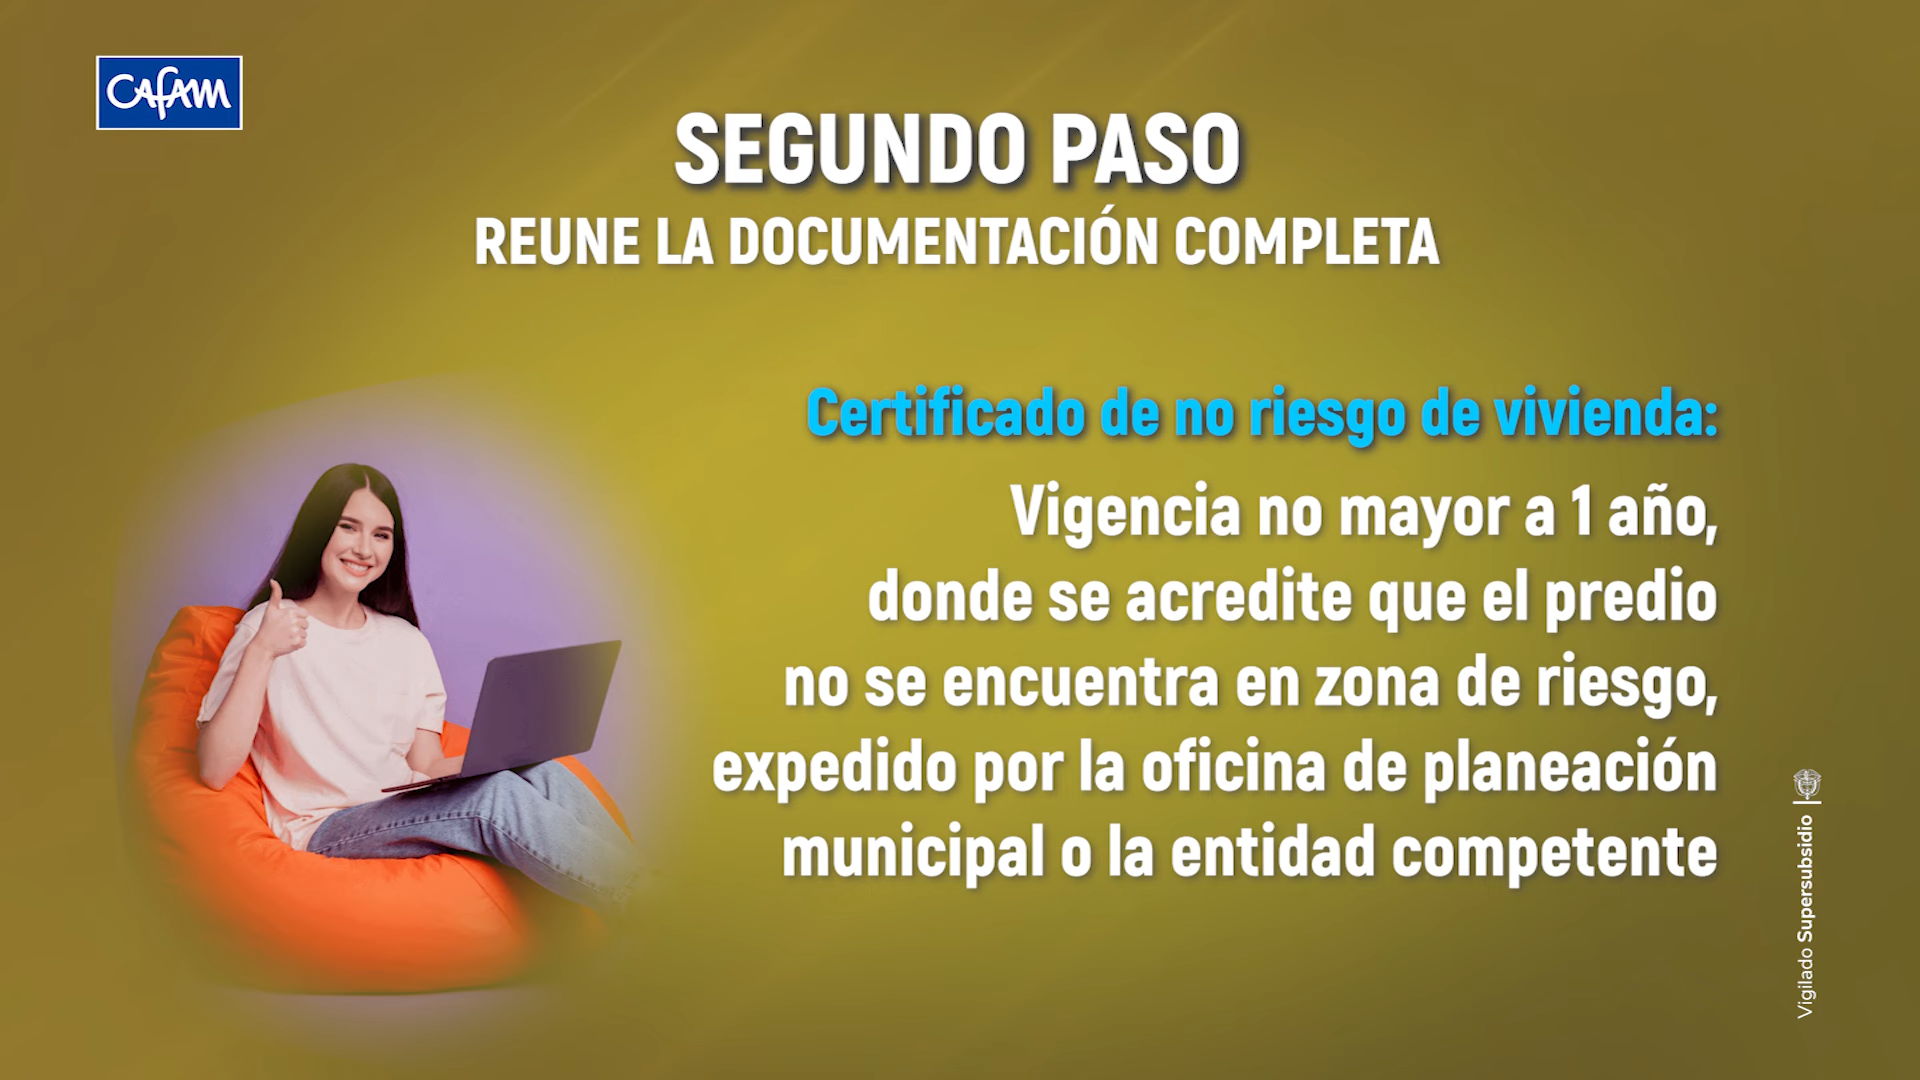 CAFAM
SEGUNDO PASO
REUNE LA DOCUMENTACIÓN COMPLETA
Certificado de no riesgo de vivienda:
Vigencia no mayor a 1 año,
donde se acredite que el predio
no se encuentra en zona de riesgo,
expedido por la oficina de planeación
municipal o la entidad competente
Vigilado Supersubsidio